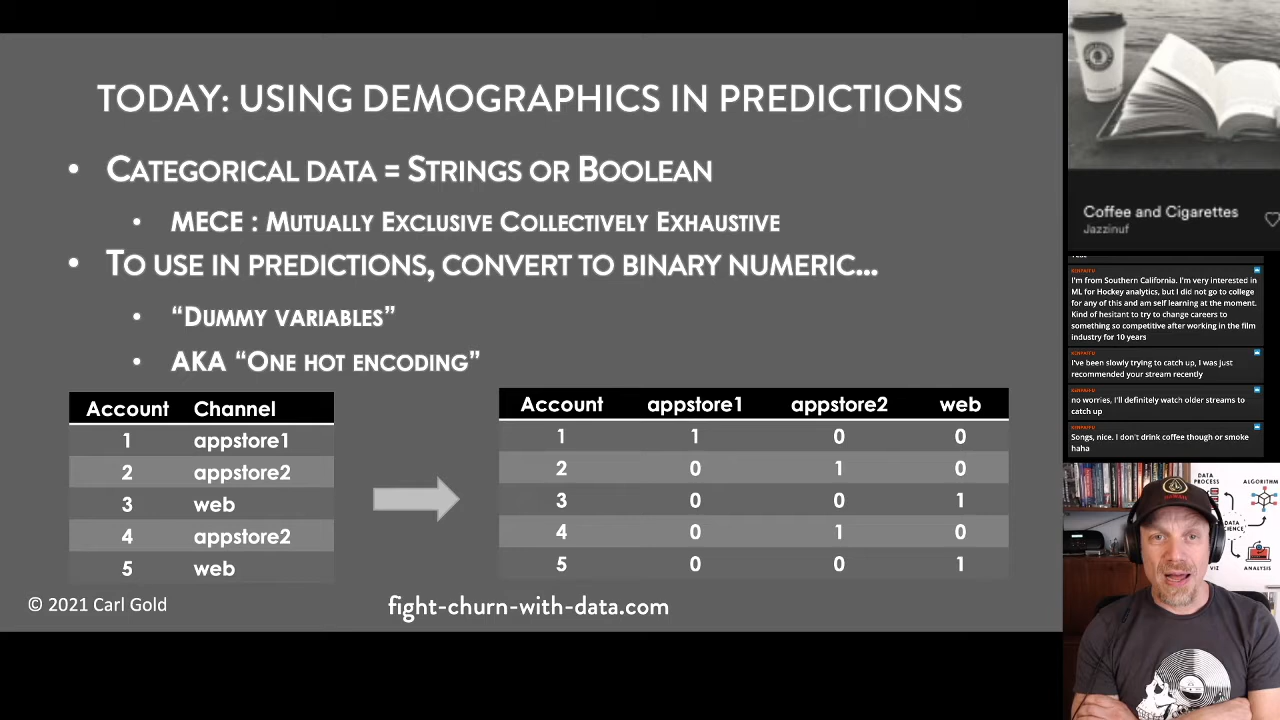 TODAY: USING DEMOGRAPHICS IN PREDICTIONS
• CATEGORICAL DATA = STRINGS OR BOOLEAN
• MECE : MUTUALLY EXCLUSIVE COLLECTIVELY EXHAUSTIVE
• TO USE IN PREDICTIONS, CONVERT TO BINARY NUMERIC…
• “DUMMY VARIABLES”
• AKA “ONE HOT ENCODING”
Account Channel
1 appstore1
2 appstore2
3 web
4 appstore2
5 web
Account appstore1 appstore2 web
1 1 0 0
2 0 1 0
3 0 0 1
4 0 1 0
5 0 0 1
© 2021 Carl Gold
fight-churn-with-data.com
Coffee and Cigarettes
Jazzinuf
I'm from Southern California. I'm very interested in
ML for Hockey analytics, but I did not go to college
for any of this and am self learning at the moment.
Kind of hesitant to try to change careers to
something so competitive after working in the film
industry for 10 years
I've been slowly trying to catch up, I was just
recommended your stream recently
no worries, I'll definitely watch older streams to
catch up
Songs, nice. I don't drink coffee though or smoke
haha
DATA
PROCESS
ALGORITHM
DATA
SCIENCE
VIZ
ANALYSIS